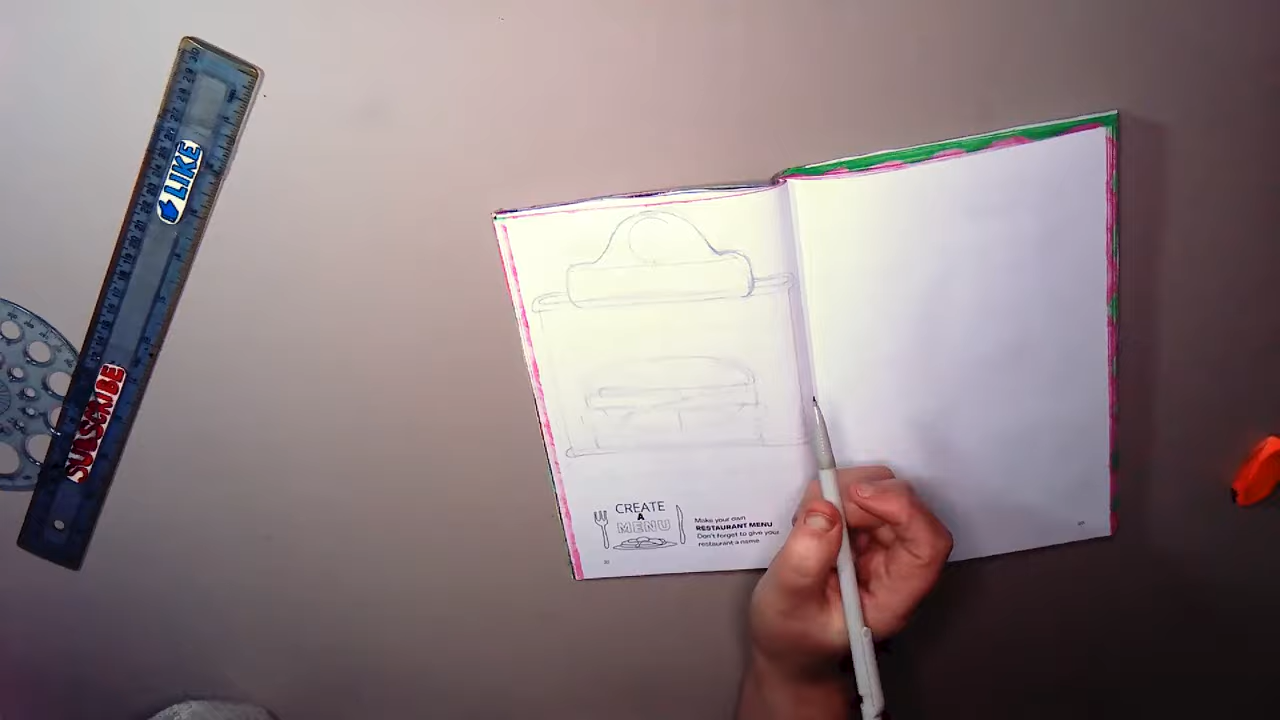 LIKE
SUBSCRIBE
CREATE
A
MENU
Make your own
RESTAURANT MENU
Don't forget to give your
restaurant a name.